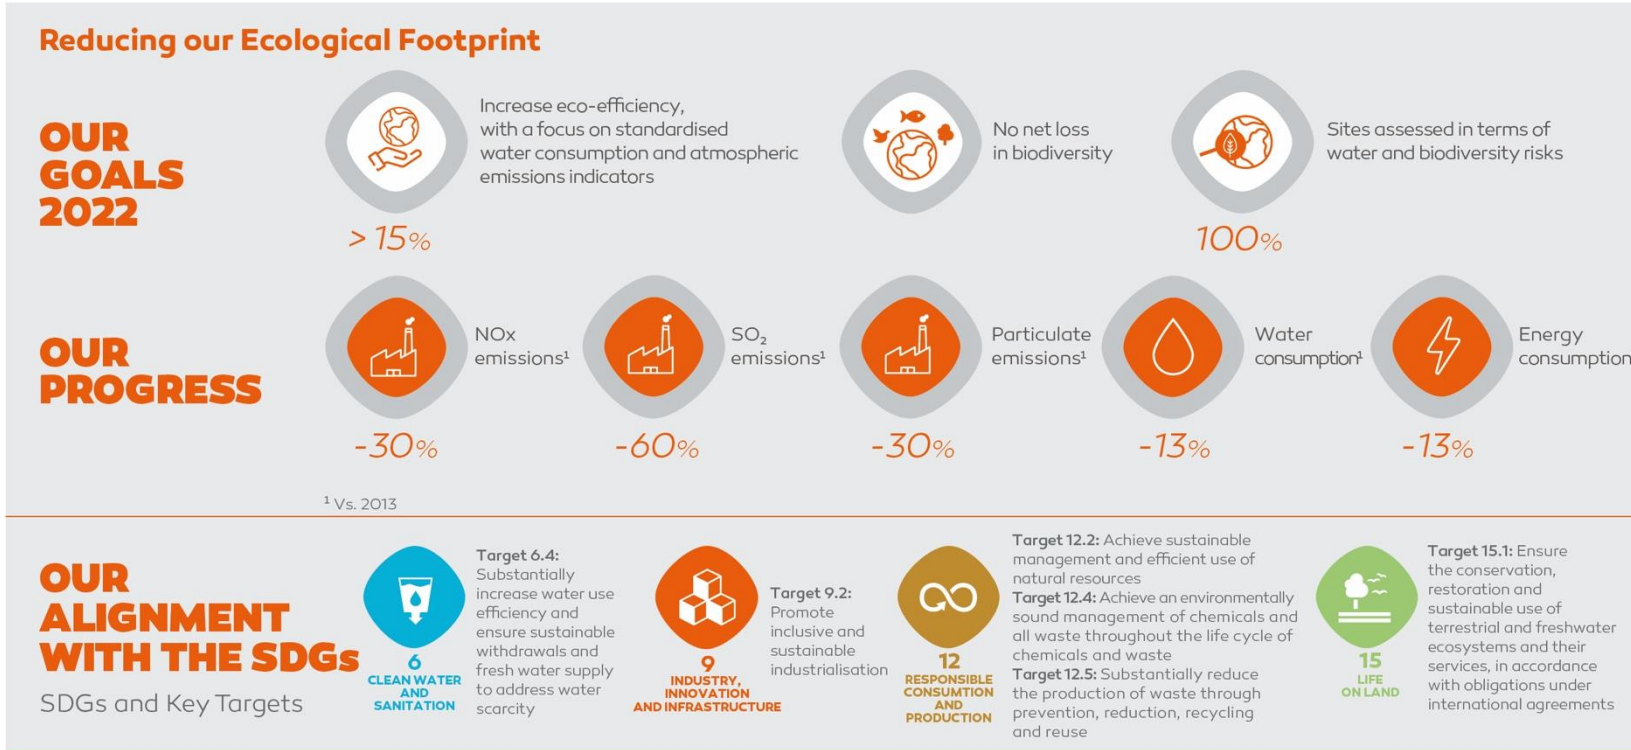 Reducing our Ecological Footprint
OUR
GOALS
2022
Increase eco-efficiency,
with a focus on standardised
water consumption and atmospheric
emissions indicators
> 15%
No net loss
in biodiversity
Sites assessed in terms of
water and biodiversity risks
100%
OUR
PROGRESS
NOx
emissions¹
-30%
SO₂
emissions¹
-60%
Particulate
emissions¹
-30%
Water
consumption¹
-13%
Energy
consumption
-13%
¹ Vs. 2013
OUR
ALIGNMENT
WITH THE SDGs
SDGs and Key Targets
6
CLEAN WATER
AND
SANITATION
Target 6.4:
Substantially
increase water use
efficiency and
ensure sustainable
withdrawals and
fresh water supply
to address water
scarcity
9
INDUSTRY,
INNOVATION
AND INFRASTRUCTURE
Target 9.2:
Promote
inclusive and
sustainable
industrialisation
12
RESPONSIBLE
CONSUMTION
AND
PRODUCTION
Target 12.2: Achieve sustainable
management and efficient use of
natural resources
Target 12.4: Achieve an environmentally
sound management of chemicals and
all waste throughout the life cycle of
chemicals and waste
Target 12.5: Substantially reduce
the production of waste through
prevention, reduction, recycling
and reuse
15
LIFE
ON LAND
Target 15.1: Ensure
the conservation,
restoration and
sustainable use of
terrestrial and freshwater
ecosystems and their
services, in accordance
with obligations under
international agreements